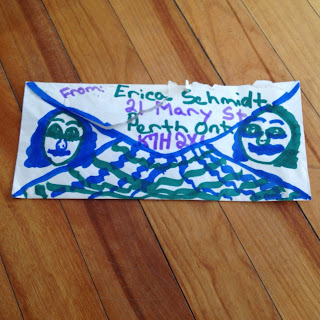 From: Erica Schmidt
21 Mary St
Perth Ont
K7H 2X1